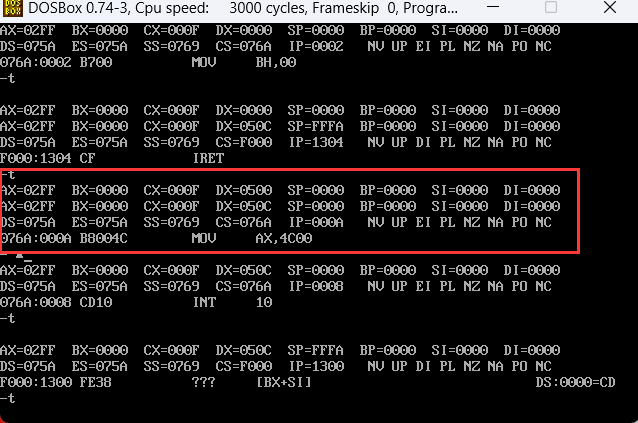 DOS BOX DOSBox 0.74-3, Cpu speed: 3000 cycles, Frameskip 0, Progra...
AX=02FF BX=0000 CX=000F DX=0000 SP=0000 BP=0000 SI=0000 DI=0000
DS=075A ES=075A SS=0769 CS=076A IP=0002 NV UP EI PL NZ NA PO NC
076A:0002 B700 MOV BH,00
-t
AX=02FF BX=0000 CX=000F DX=050C SP=0000 BP=0000 SI=0000 DI=0000
AX=02FF BX=0000 CX=000F DX=050C SP=FFFA BP=0000 SI=0000 DI=0000
DS=075A ES=075A SS=0769 CS=F000 IP=1304 NV UP DI PL NZ NA PO NC
F000:1304 CF IRET
-t
AX=02FF BX=0000 CX=000F DX=0500 SP=0000 BP=0000 SI=0000 DI=0000
AX=02FF BX=0000 CX=000F DX=050C SP=0000 BP=0000 SI=0000 DI=0000
DS=075A ES=075A SS=0769 CS=076A IP=000A NV UP EI PL NZ NA PO NC
076A:000A B8004C MOV AX,4C00
-
AX=02FF BX=0000 CX=000F DX=050C SP=0000 BP=0000 SI=0000 DI=0000
DS=075A ES=075A SS=0769 CS=076A IP=0008 NV UP EI PL NZ NA PO NC
076A:0008 CD10 INT 10
-t
AX=02FF BX=0000 CX=000F DX=050C SP=FFFA BP=0000 SI=0000 DI=0000
DS=075A ES=075A SS=0769 CS=F000 IP=1300 NV UP DI PL NZ NA PO NC
F000:1300 FE38 ??? [BX+SI] DS:0000=CD
-t